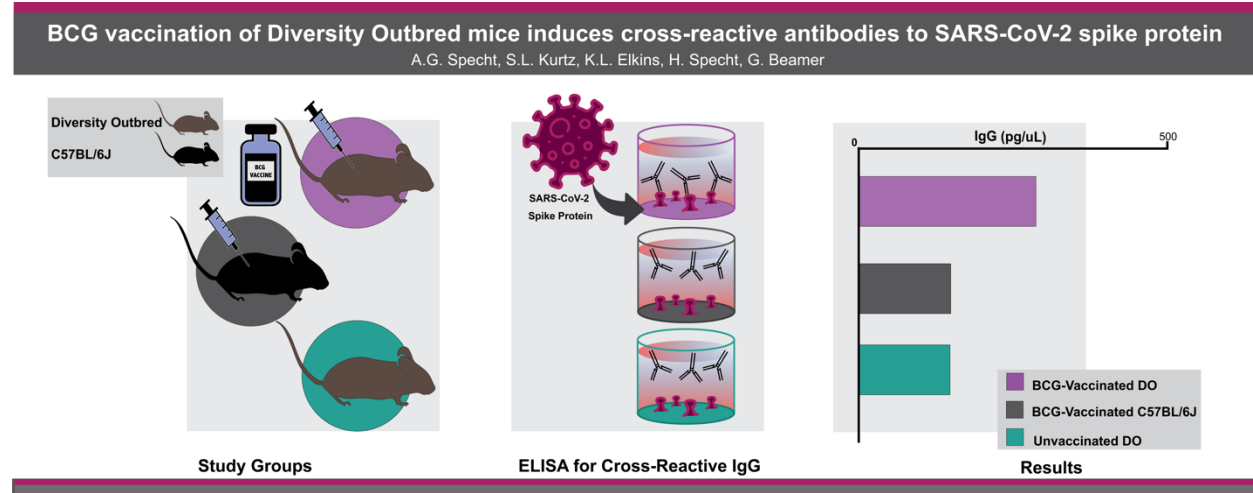 BCG vaccination of Diversity Outbred mice induces cross-reactive antibodies to SARS-CoV-2 spike protein
A.G. Specht, S.L. Kurtz, K.L. Elkins, H. Specht, G. Beamer
Diversity Outbred
C57BL/6J
BCG
VACCINE
SARS-CoV-2
Spike Protein
0
IgG (pg/uL)
500
BCG-Vaccinated DO
BCG-Vaccinated C57BL/6J
Unvaccinated DO
Study Groups
ELISA for Cross-Reactive IgG
Results